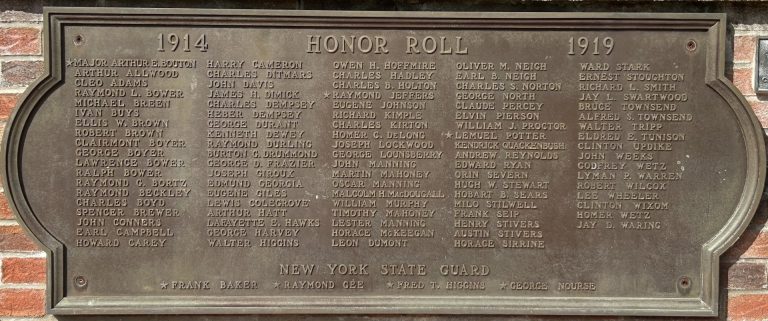 1914 HONOR ROLL 1919
★MAJOR ARTHUR E. BOUTON
ARTHUR ALLWOOD
CLEO ADAMS
RAYMOND L. BOWER
MICHAEL BREEN
IVAN BUYS
ELLIS W. BROWN
ROBERT BROWN
CLAIRMONT BOYER
GEORGE BOYER
LAWRENCE BOWER
RALPH BOWER
RAYMOND G. BORTZ
RAYMOND BECKLEY
CHARLES BOYD
SPENCER BREWER
JOHN CONNERS
EARL CAMPBELL
HOWARD CAREY
HARRY CAMERON
CHARLES DITMARS
JOHN DAVIS
JAMES H. DIMICK
CHARLES DEMPSEY
HEBER DEMPSEY
GEORGE DURANT
KENNETH DEWEY
RAYMOND DURLING
BURTON C. DRUMMOND
GEORGE D. FRAZIER
JOSEPH GIROUX
EDMUND GEORGIA
EUGENE GILES
LEWIS COLEGROVE
ARTHUR HATT
LAFAYETTE B. HAWKS
GEORGE HARVEY
WALTER HIGGINS
OWEN H. HOFFMIRE
CHARLES HADLEY
CHARLES B. HOLTON
★RAYMOND JEFFERS
EUGENE JOHNSON
RICHARD KIMPLE
CHARLES KIRTON
HOMER C. DELONG
JOSEPH LOCKWOOD
GEORGE LOUNSBERRY
JOHN MANNING
MARTIN MAHONEY
OSCAR MANNING
MALCOLM H. MACDOUGALL
WILLIAM MURPHY
TIMOTHY MAHONEY
LESTER MANNING
HORACE McKEEGAN
LEON DUMONT
OLIVER M. NEIGH
EARL B. NEIGH
CHARLES S. NORTON
GEORGE NORTH
CLAUDE PERCEY
ELVIN PIERSON
WILLIAM J. PROCTOR
★LEMUEL POTTER
KENDRICK QUACKENBUSH
ANDREW REYNOLDS
EDWARD RYAN
ORIN SEVERN
HUGH W. STEWART
HOBART B. SEARS
MILO STILWELL
FRANK SEIP
HENRY STIVERS
AUSTIN STIVERS
HORACE SIRRINE
WARD STARK
ERNEST STOUGHTON
RICHARD L. SMITH
JAY L. SWARTWOOD
BRUCE TOWNSEND
ALFRED S. TOWNSEND
WALTER TRIPP
ELDRED E. TUNISON
CLINTON UPDIKE
JOHN WEEKS
GODFREY WETZ
LYMAN P. WARREN
ROBERT WILCOX
LEE WHEELER
CLINTON WIXOM
HOMER WETZ
JAY D. WARING
NEW YORK STATE GUARD
★FRANK BAKER ★RAYMOND GEE ★FRED T. HIGGINS ★GEORGE NOURSE